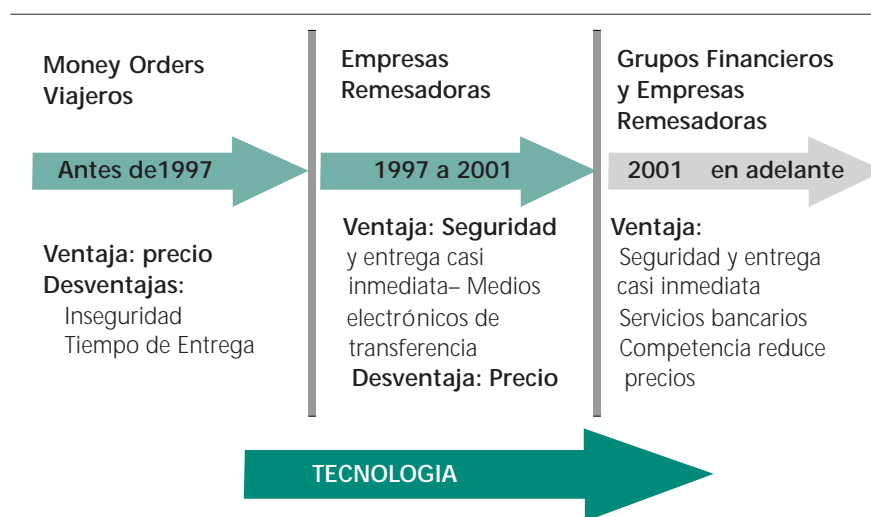 Money Orders
Viajeros
Antes de1997
Ventaja: precio
Desventajas:
Inseguridad
Tiempo de Entrega
Empresas
Remesadoras
1997 a 2001
Ventaja: Seguridad
y entrega casi
inmediata– Medios
electrónicos de
transferencia
Desventaja: Precio
Grupos Financieros
y Empresas
Remesadoras
2001 en adelante
Ventaja:
Seguridad y entrega
casi inmediata
Servicios bancarios
Competencia reduce
precios
TECNOLOGIA